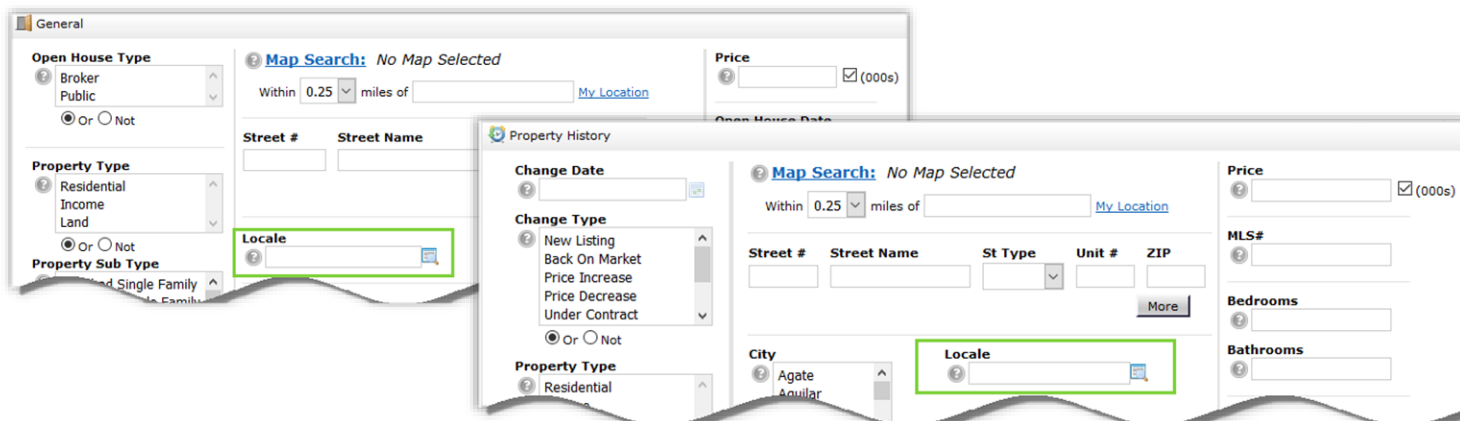 General
Open House Type
Broker
Public
Or Not
Property Type
Residential
Income
Land
Or Not
Property Sub Type
Single Family
Family
Map Search: No Map Selected
Within 0.25 miles of My Location
Street # Street Name
Locale
Price
(000s)
Open House Date
Property History
Change Date
Change Type
New Listing
Back On Market
Price Increase
Price Decrease
Under Contract
Or Not
Property Type
Residential
Map Search: No Map Selected
Within 0.25 miles of My Location
Street # Street Name St Type Unit # ZIP
More
City Locale
Agate
Aguilar
Price
(000s)
MLS#
Bedrooms
Bathrooms